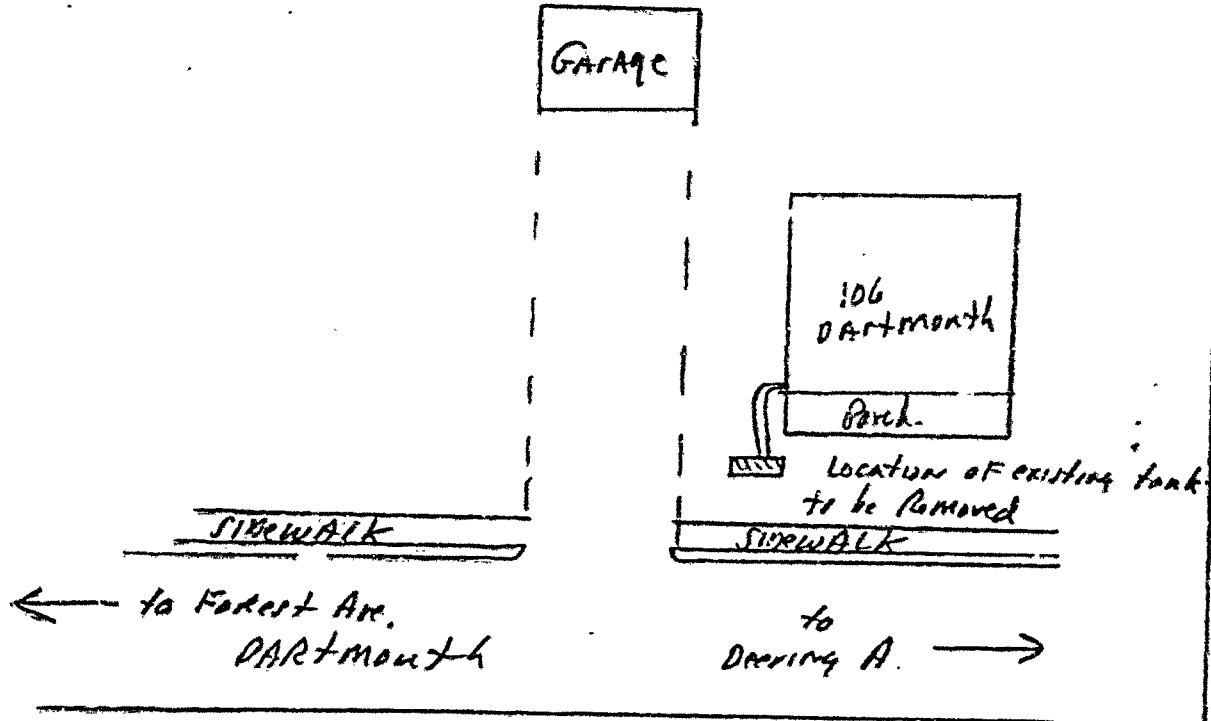 GArAge
106
DArtmouth
Porch.
Location of existing tank
to be Removed
SIDEWALK
SIDEWALK
to Forest Ave.
DARtmouth
to
Deering A.